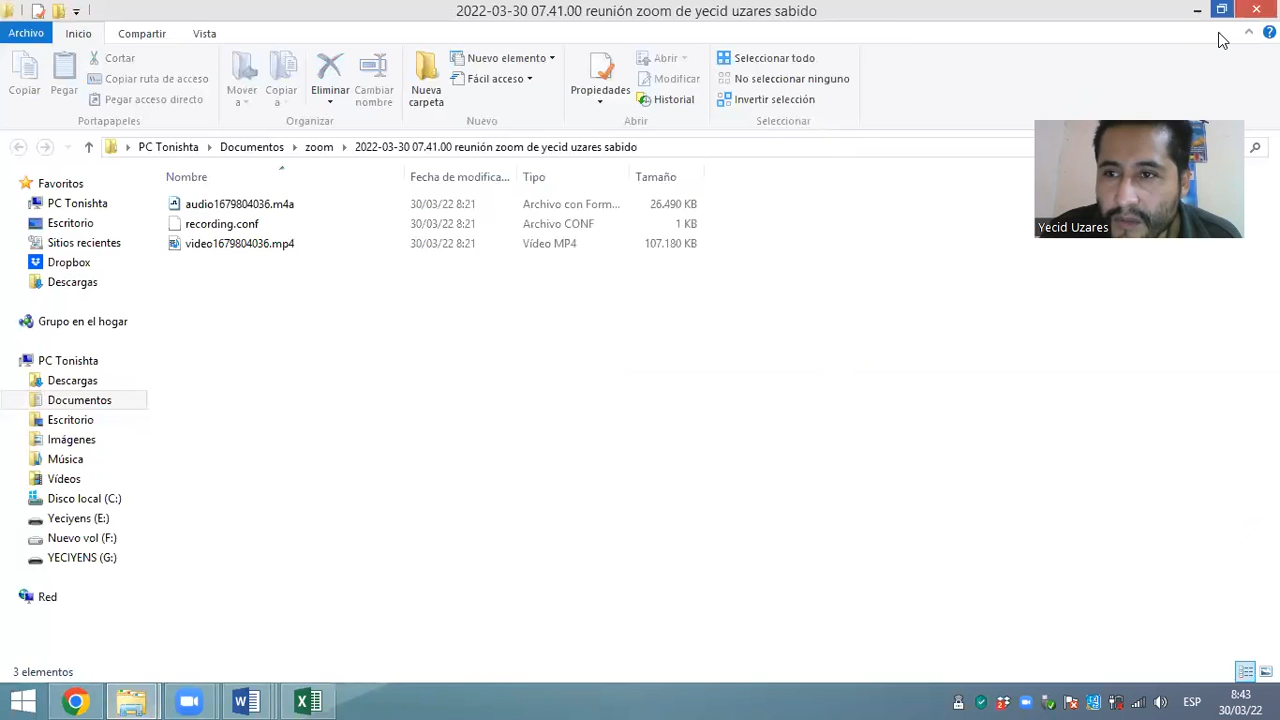 2022-03-30 07.41.00 reunión zoom de yecid uzares sabido
Archivo Inicio Compartir Vista
Copiar
Pegar
Cortar
Copiar ruta de acceso
Pegar acceso directo
Portapapeles
Mover a
Copiar a
Eliminar
Cambiar nombre
Organizar
Nueva carpeta
Nuevo elemento
Fácil acceso
Nuevo
Propiedades
Abrir
Modificar
Historial
Abrir
Seleccionar todo
No seleccionar ninguno
Invertir selección
Seleccionar
PC Tonishta Documentos zoom 2022-03-30 07.41.00 reunión zoom de yecid uzares sabido
Nombre Fecha de modifica... Tipo Tamaño
audio1679804036.m4a 30/03/22 8:21 Archivo con Form... 26.490 KB
recording.conf 30/03/22 8:21 Archivo CONF 1 KB
video1679804036.mp4 30/03/22 8:21 Vídeo MP4 107.180 KB
Yecid Uzares
Favoritos
PC Tonishta
Escritorio
Sitios recientes
Dropbox
Descargas
Grupo en el hogar
PC Tonishta
Descargas
Documentos
Escritorio
Imágenes
Música
Vídeos
Disco local (C:)
Yeciyens (E:)
Nuevo vol (F:)
YECIYENS (G:)
Red
3 elementos
ESP
8:43
30/03/22